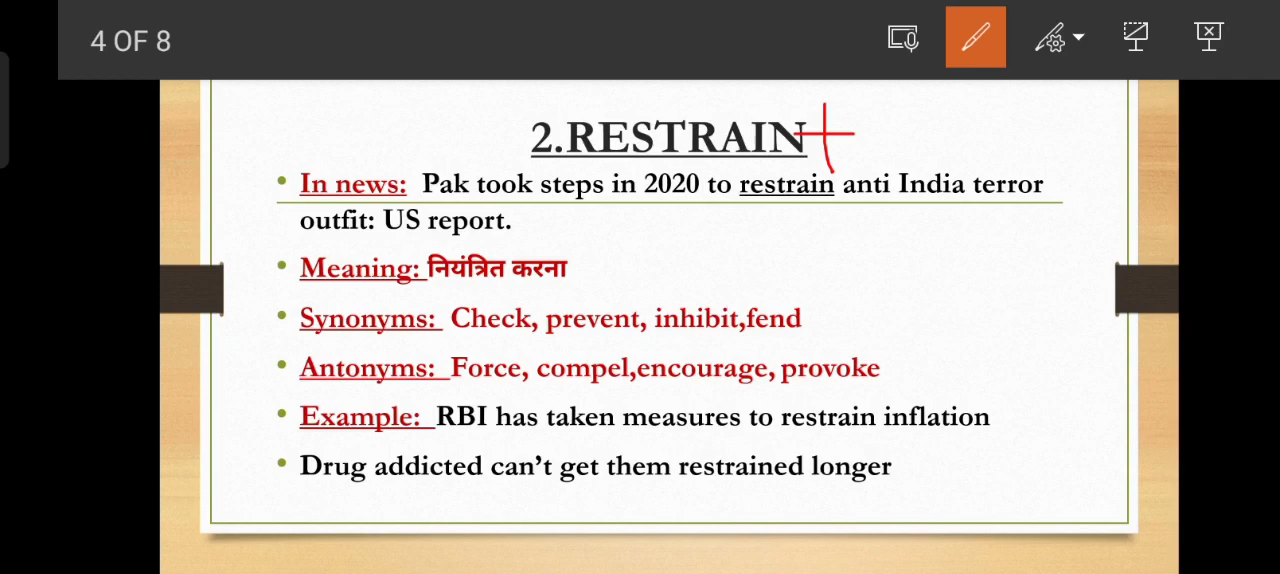 4 OF 8
2.RESTRAIN
In news: Pak took steps in 2020 to restrain anti India terror
outfit: US report.
Meaning: नियंत्रित करना
Synonyms: Check, prevent, inhibit,fend
Antonyms: Force, compel,encourage, provoke
Example: RBI has taken measures to restrain inflation
Drug addicted can’t get them restrained longer